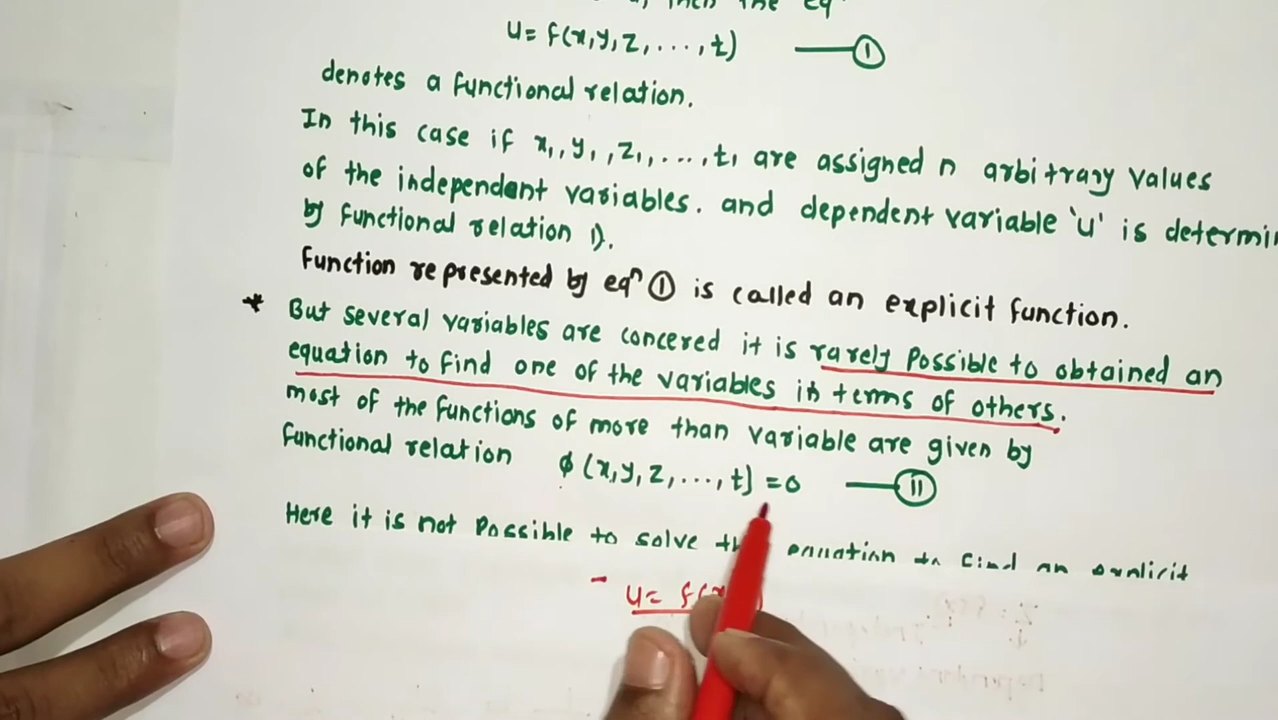 then the eqn
u = f(x,y,z,...,t) ——— ①
denotes a functional relation.
In this case if x₁,y₁,,z₁,...,t₁ are assigned n arbitrary values
of the independent variables. and dependent variable 'u' is determin
by functional relation 1).
Function represented by eqⁿ ① is called an explicit function.
* But several variables are concered it is rarely possible to obtained an
equation to find one of the variables in terms of others.
most of the functions of more than variable are given by
functional relation ϕ(x,y,z,...,t)=0 ——— ⑪
Here it is not possible to solve equation to find an explicit
u= f(x